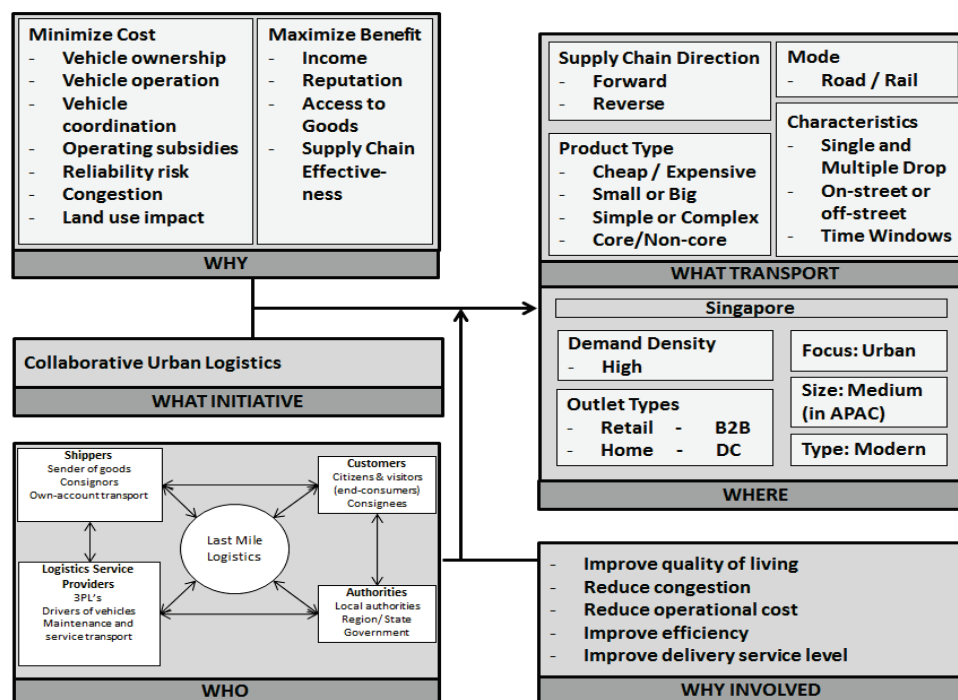 Minimize Cost
- Vehicle ownership
- Vehicle operation
- Vehicle
coordination
- Operating subsidies
- Reliability risk
- Congestion
- Land use impact
Maximize Benefit
- Income
- Reputation
- Access to
Goods
- Supply Chain
Effective-
ness
WHY
Collaborative Urban Logistics
WHAT INITIATIVE
Shippers
Sender of goods
Consignors
Own-account transport
Customers
Citizens & visitors
(end-consumers)
Consignees
Last Mile
Logistics
Logistics Service
Providers
3PL's
Drivers of vehicles
Maintenance and
service transport
Authorities
Local authorities
Region/ State
Government
WHO
Supply Chain Direction
- Forward
- Reverse
Mode
- Road / Rail
Product Type
- Cheap / Expensive
- Small or Big
- Simple or Complex
- Core/Non-core
Characteristics
- Single and
Multiple Drop
- On-street or
off-street
- Time Windows
WHAT TRANSPORT
Singapore
Demand Density
- High
Outlet Types
- Retail - B2B
- Home - DC
Focus: Urban
Size: Medium
(in APAC)
Type: Modern
WHERE
- Improve quality of living
- Reduce congestion
- Reduce operational cost
- Improve efficiency
- Improve delivery service level
WHY INVOLVED